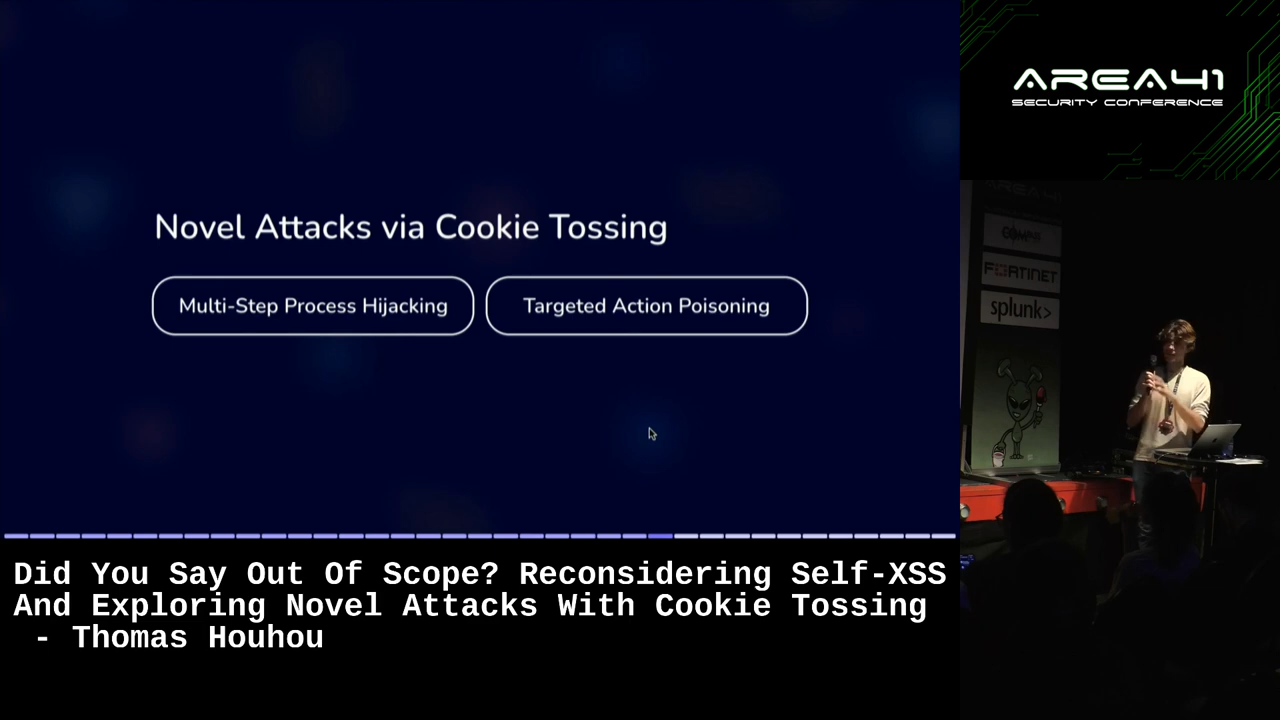 Novel Attacks via Cookie Tossing
Multi-Step Process Hijacking
Targeted Action Poisoning
Did You Say Out Of Scope? Reconsidering Self-XSS
And Exploring Novel Attacks With Cookie Tossing
- Thomas Houhou
AREA41
SECURITY CONFERENCE
FORTINET
splunk>